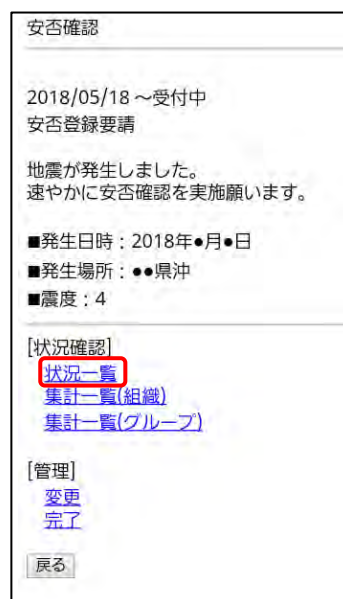 安否確認
2018/05/18 ～受付中
安否登録要請
地震が発生しました。
速やかに安否確認を実施願います。
■発生日時：2018年●月●日
■発生場所：●●県沖
■震度：4
[状況確認]
状況一覧
集計一覧(組織)
集計一覧(グループ)
[管理]
変更
完了
戻る